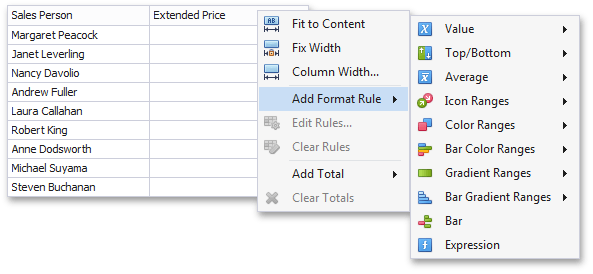 Sales Person Extended Price
Margaret Peacock
Janet Leverling
Nancy Davolio
Andrew Fuller
Laura Callahan
Robert King
Anne Dodsworth
Michael Suyama
Steven Buchanan
Fit to Content
Fix Width
Column Width...
Add Format Rule
Edit Rules...
Clear Rules
Add Total
Clear Totals
Value
Top/Bottom
Average
Icon Ranges
Color Ranges
Bar Color Ranges
Gradient Ranges
Bar Gradient Ranges
Bar
Expression